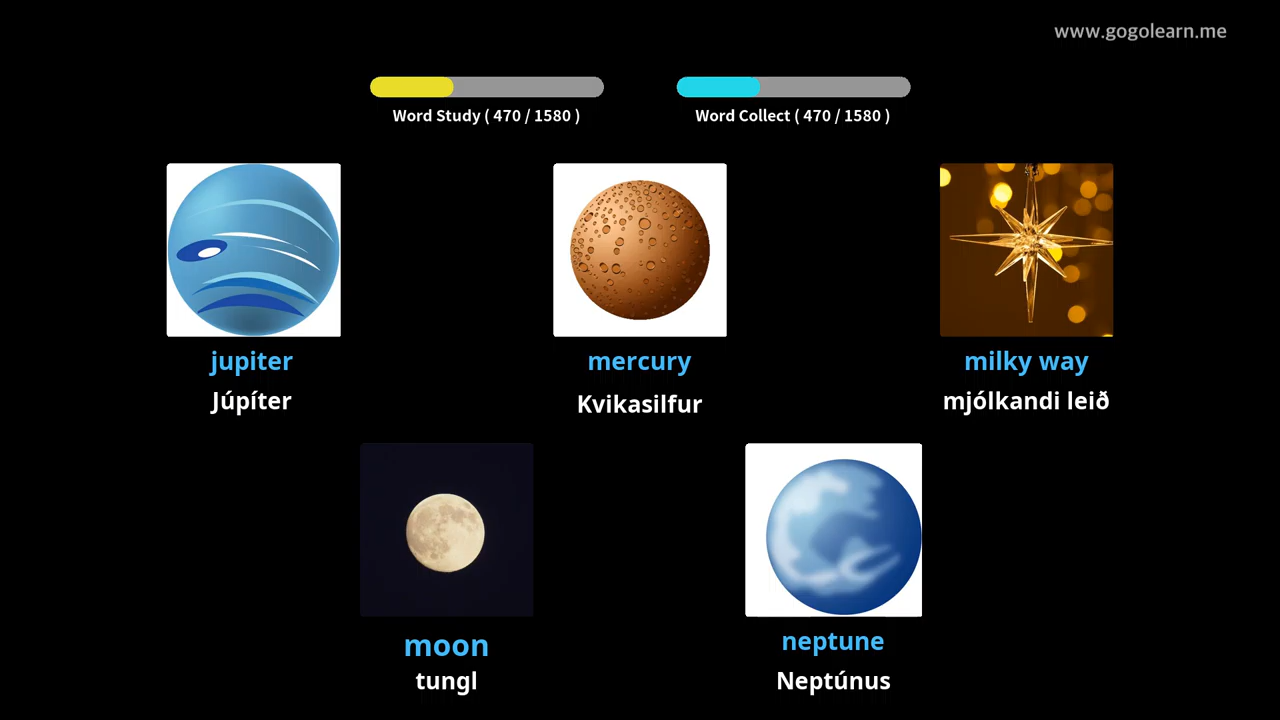 www.gogolearn.me
Word Study ( 470 / 1580 )
Word Collect ( 470 / 1580 )
jupiter
Júpíter
mercury
Kvikasilfur
milky way
mjólkandi leið
moon
tungl
neptune
Neptúnus